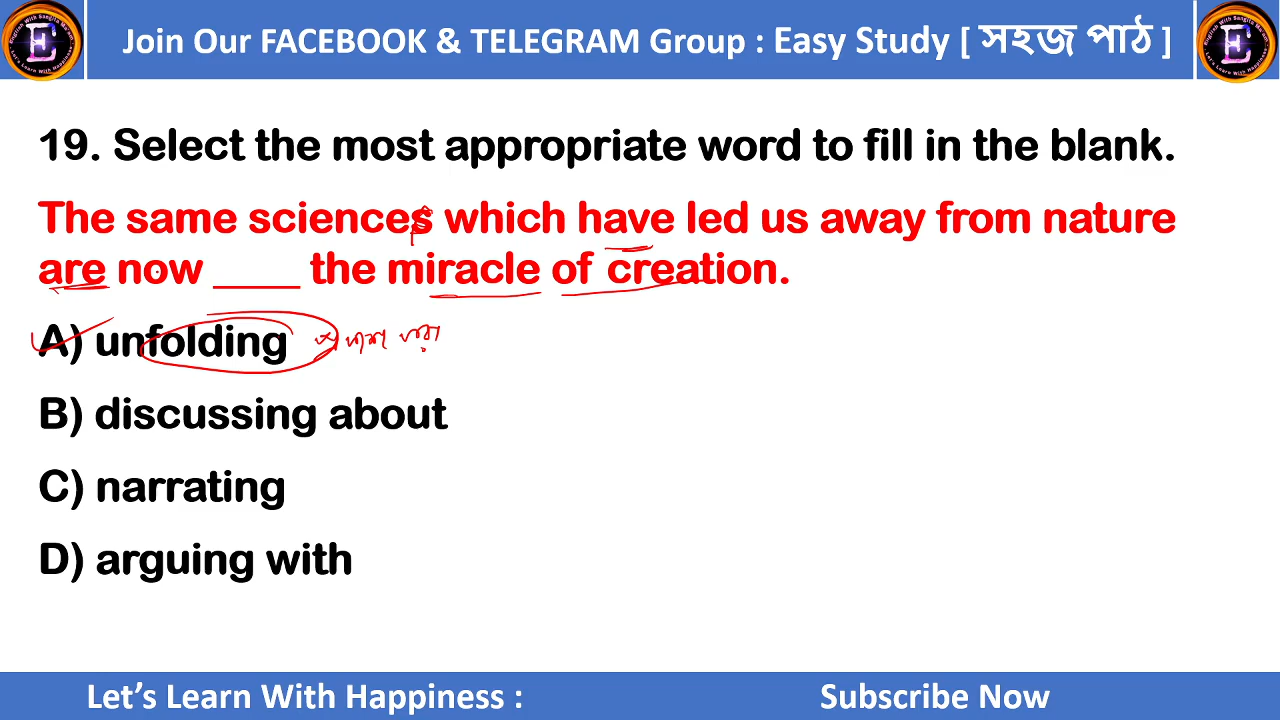 Join Our FACEBOOK & TELEGRAM Group : Easy Study [ সহজ পাঠ ]
19. Select the most appropriate word to fill in the blank.
The same sciences which have led us away from nature
are now ____ the miracle of creation.
A) unfolding
B) discussing about
C) narrating
D) arguing with
Let's Learn With Happiness :
Subscribe Now